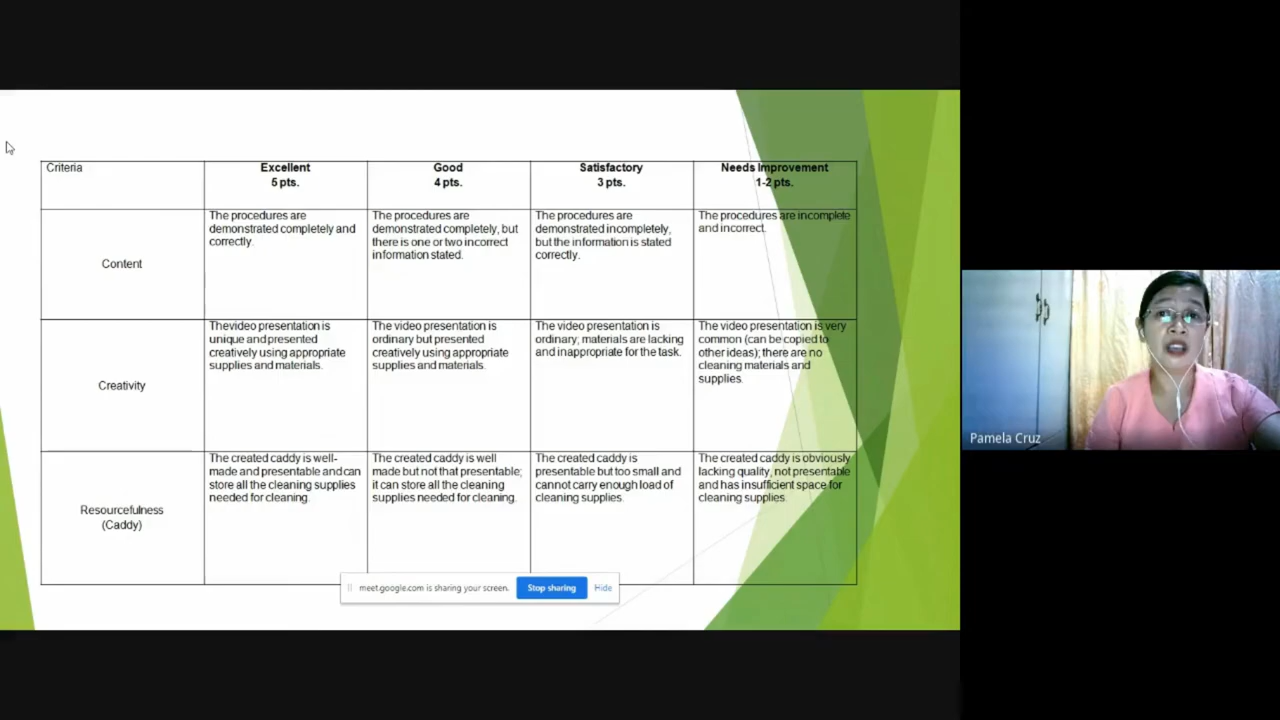 Criteria
Excellent
5 pts.
Good
4 pts.
Satisfactory
3 pts.
Needs Improvement
1-2 pts.
Content
The procedures are
demonstrated completely and
correctly.
The procedures are
demonstrated completely, but
there is one or two incorrect
information stated.
The procedures are
demonstrated incompletely,
but the information is stated
correctly.
The procedures are incomplete
and incorrect.
Creativity
Thevideo presentation is
unique and presented
creatively using appropriate
supplies and materials.
The video presentation is
ordinary but presented
creatively using appropriate
supplies and materials.
The video presentation is
ordinary; materials are lacking
and inappropriate for the task.
The video presentation is very
common (can be copied to
other ideas); there are no
cleaning materials and
supplies.
Resourcefulness
(Caddy)
The created caddy is well-
made and presentable and can
store all the cleaning supplies
needed for cleaning.
The created caddy is well
made but not that presentable;
it can store all the cleaning
supplies needed for cleaning.
The created caddy is
presentable but too small and
cannot carry enough load of
cleaning supplies.
The created caddy is obviously
lacking quality, not presentable
and has insufficient space for
cleaning supplies.
meet.google.com is sharing your screen.
Stop sharing
Hide
Pamela Cruz